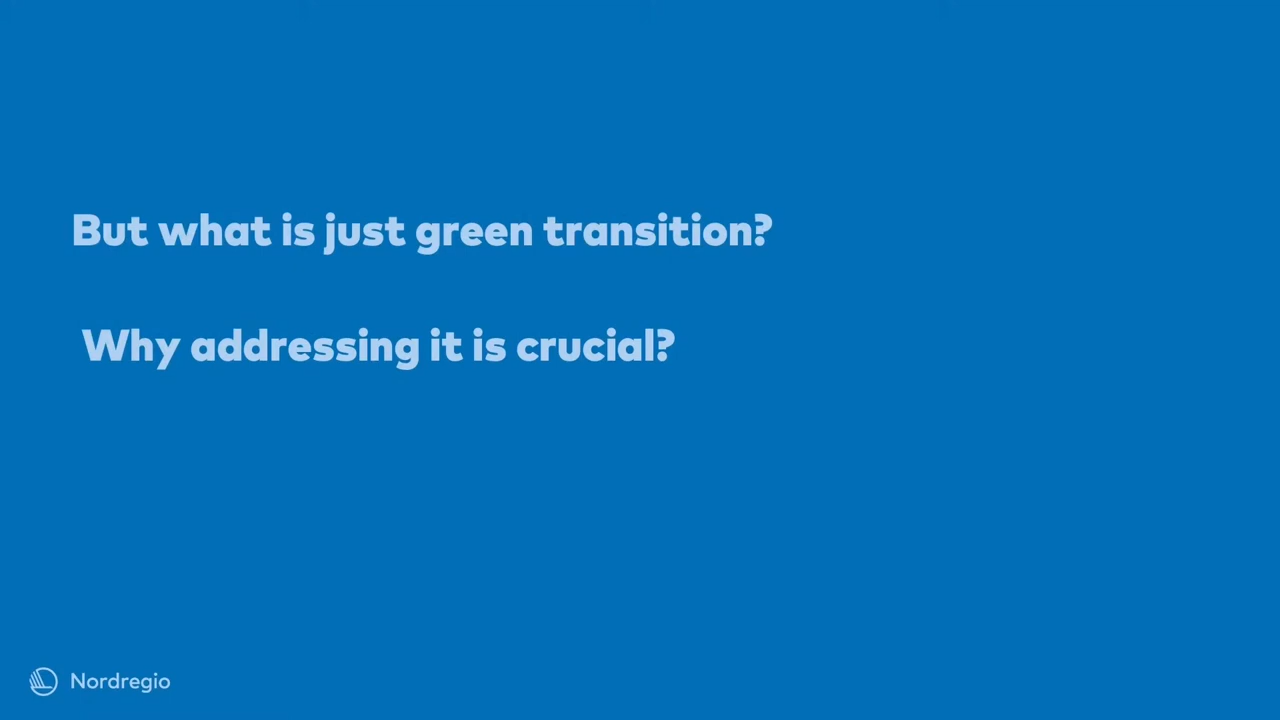 But what is just green transition?
Why addressing it is crucial?
Nordregio